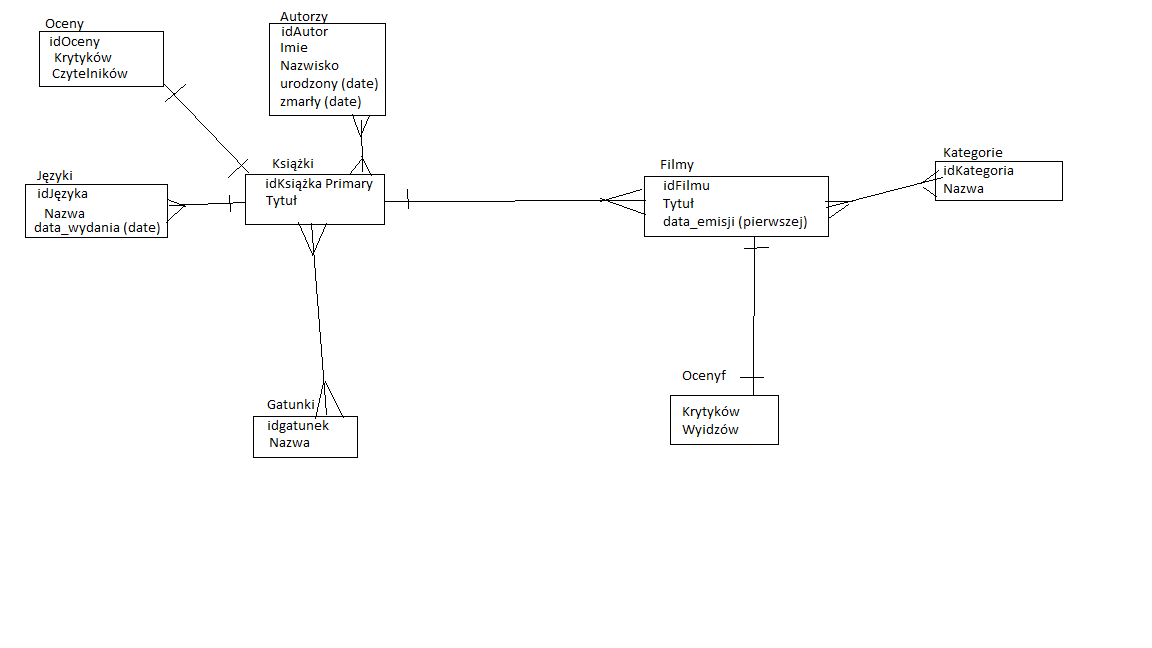 Oceny
idOceny
Krytyków
Czytelników
Autorzy
idAutor
Imie
Nazwisko
urodzony (date)
zmarły (date)
Języki
idJęzyka
Nazwa
data_wydania (date)
Książki
idKsiążka Primary
Tytuł
Filmy
idFilmu
Tytuł
data_emisji (pierwszej)
Kategorie
idKategoria
Nazwa
Gatunki
idgatunek
Nazwa
Ocenyf
Krytyków
Wyidzów